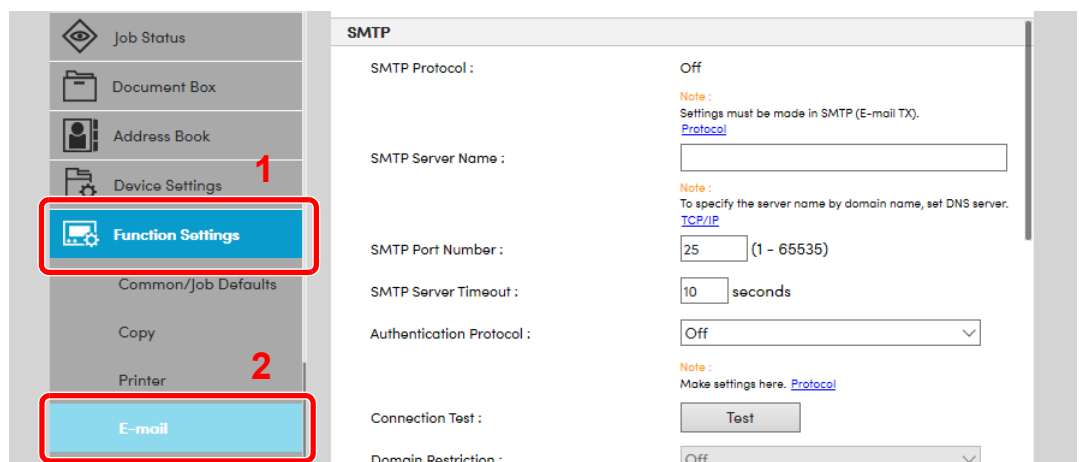 Job Status
Document Box
Address Book
1
Device Settings
Function Settings
Common/Job Defaults
Copy
Printer
2
E-mail
SMTP
SMTP Protocol :
Off
Note :
Settings must be made in SMTP (E-mail TX).
Protocol
SMTP Server Name :
Note :
To specify the server name by domain name, set DNS server.
TCP/IP
SMTP Port Number :
25 (1 - 65535)
SMTP Server Timeout :
10 seconds
Authentication Protocol :
Off
Note :
Make settings here. Protocol
Connection Test :
Test
Domain Restriction :
Off